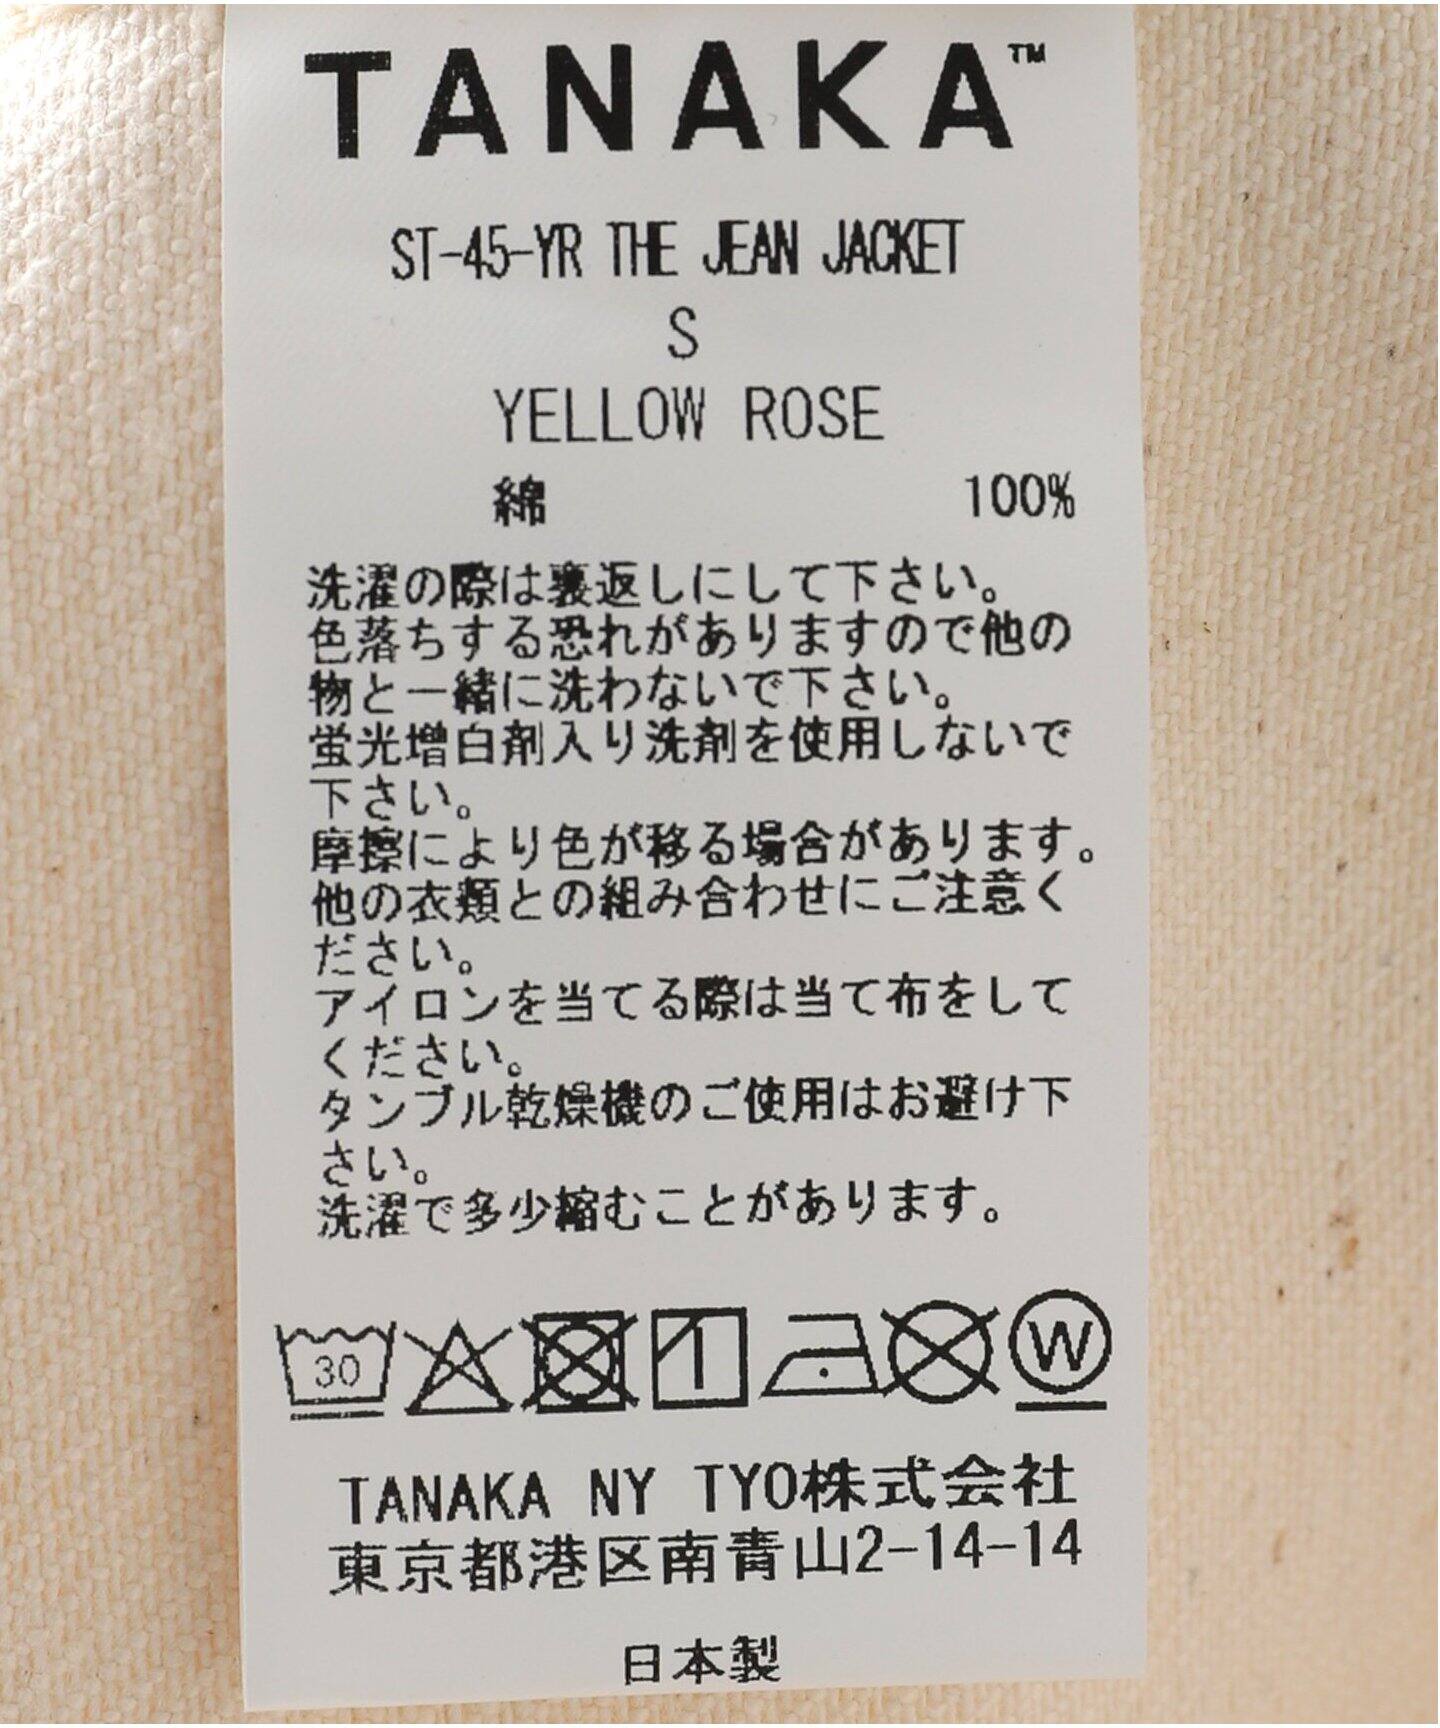 TANAKA™
ST-45-YR THE JEAN JACKET
S
YELLOW ROSE
綿 100%
洗濯の際は裏返しにして下さい。
色落ちする恐れがありますので他の
物と一緒に洗わないで下さい。
蛍光増白剤入り洗剤を使用しないで
下さい。
摩擦により色が移る場合があります。
他の衣類との組み合わせにご注意く
ださい。
アイロンを当てる際は当て布をして
ください。
タンブル乾燥機のご使用はお避け下
さい。
洗濯で多少縮むことがあります。
30 W
TANAKA NY TYO株式会社
東京都港区南青山2-14-14
日本製